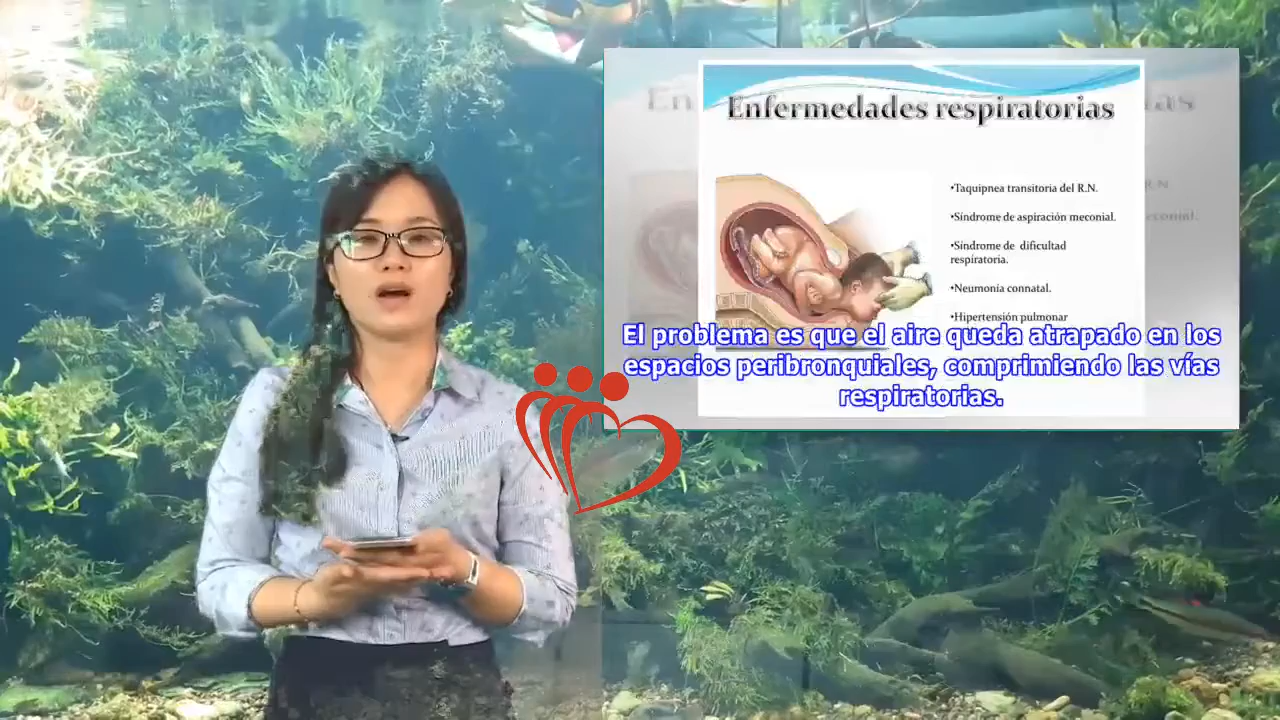 Enfermedades respiratorias
•Taquipnea transitoria del R.N.
•Síndrome de aspiración meconial.
•Síndrome de dificultad
respiratoria.
•Neumonía connatal.
•Hipertensión pulmonar
El problema es que el aire queda atrapado en los
espacios peribronquiales, comprimiendo las vías
respiratorias.